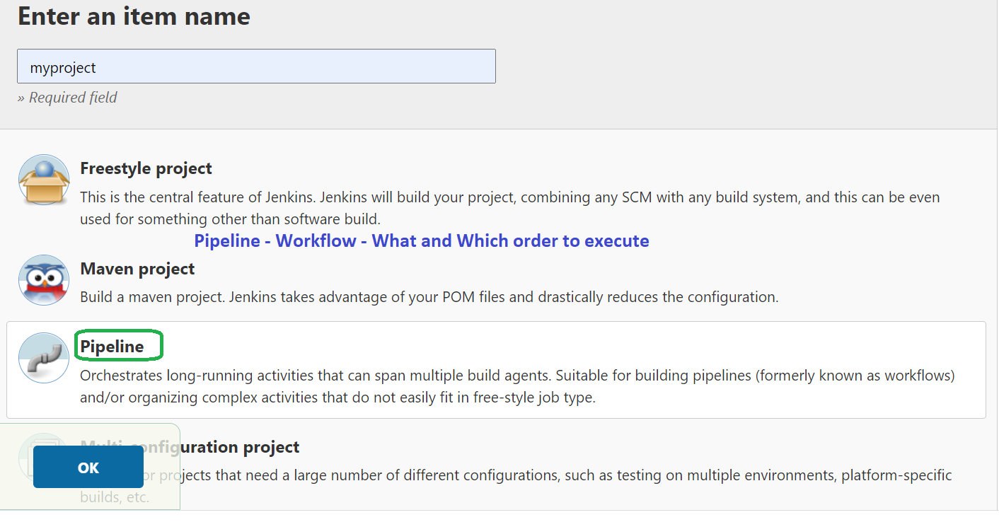 Enter an item name
myproject
» Required field
Freestyle project
This is the central feature of Jenkins. Jenkins will build your project, combining any SCM with any build system, and this can be even
used for something other than software build.
Pipeline - Workflow - What and Which order to execute
Maven project
Build a maven project. Jenkins takes advantage of your POM files and drastically reduces the configuration.
Pipeline
Orchestrates long-running activities that can span multiple build agents. Suitable for building pipelines (formerly known as workflows)
and/or organizing complex activities that do not easily fit in free-style job type.
Multi-configuration project
OK
projects that need a large number of different configurations, such as testing on multiple environments, platform-specific
builds, etc.